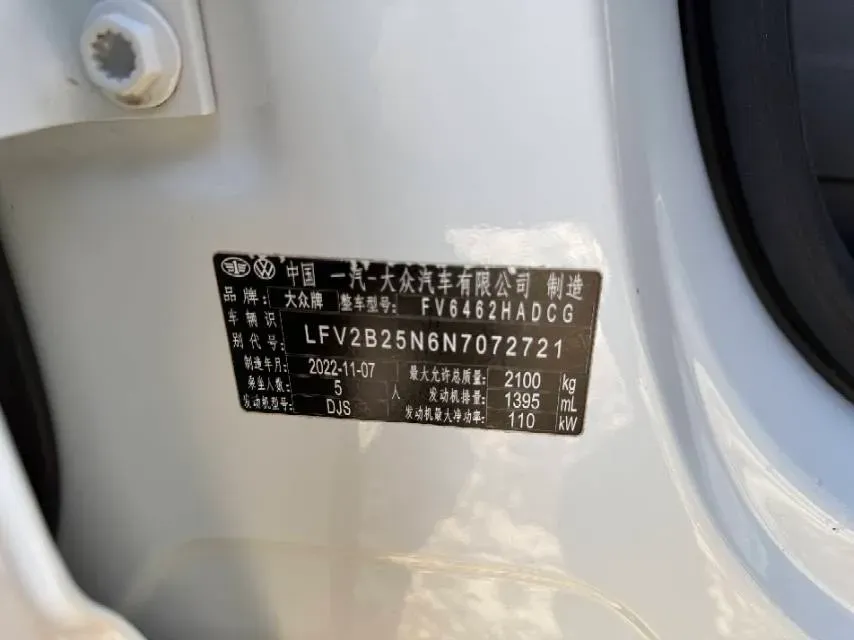 中国 一汽-大众汽车有限公司 制造
品牌: 大众牌 整车型号: FV6462HADCG
车辆识别代号: LFV2B25N6N7072721
制造年月: 2022-11-07 最大允许总质量: 2100 kg
乘坐人数: 5 人 发动机排量: 1395 mL
发动机型号: DJS 发动机最大净功率: 110 kW